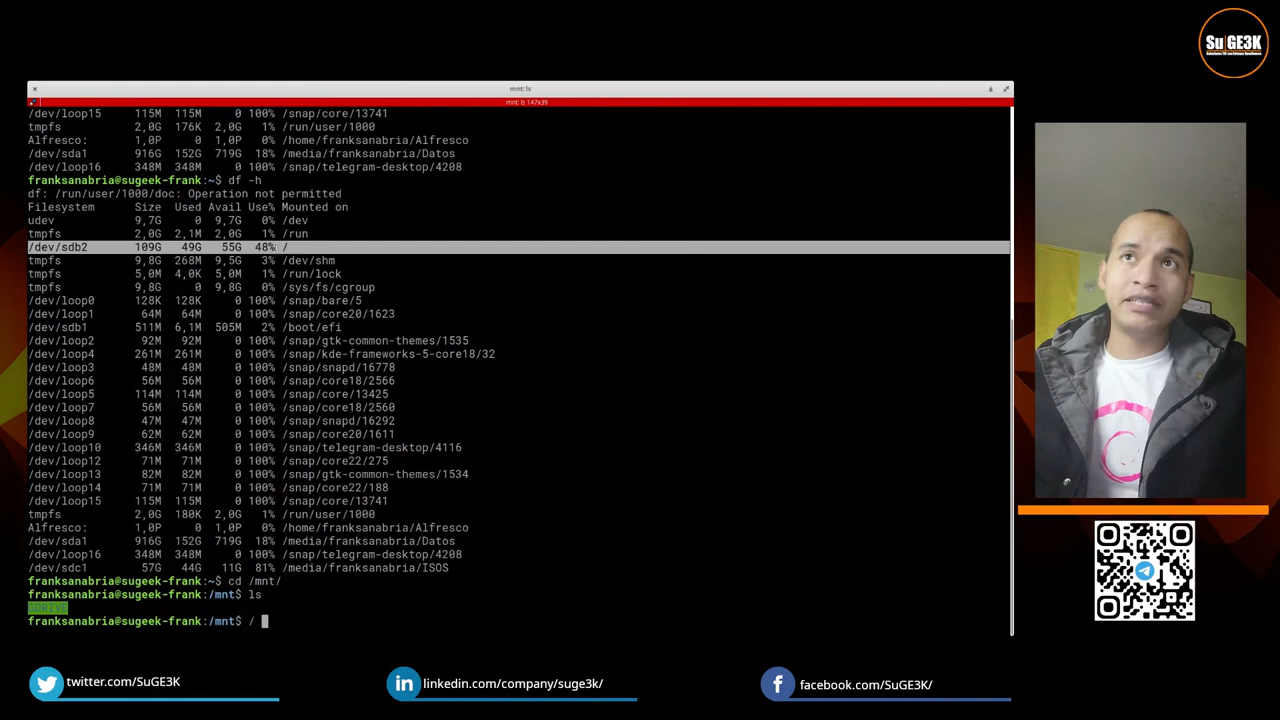 SuGE3K
mnt: ls
mnt: ls 147x39
/dev/loop15 115M 115M 0 100% /snap/core/13741
tmpfs 2,0G 176K 2,0G 1% /run/user/1000
Alfresco: 1,0P 0 1,0P 0% /home/franksanabria/Alfresco
/dev/sda1 916G 152G 719G 18% /media/franksanabria/Datos
/dev/loop16 348M 348M 0 100% /snap/telegram-desktop/4208
franksanabria@sugeek-frank:~$ df -h
df: /run/user/1000/doc: Operation not permitted
Filesystem Size Used Avail Use% Mounted on
udev 9,7G 0 9,7G 0% /dev
tmpfs 2,0G 2,1M 2,0G 1% /run
/dev/sdb2 109G 49G 55G 48% /
tmpfs 9,8G 268M 9,5G 3% /dev/shm
tmpfs 5,0M 4,0K 5,0M 1% /run/lock
tmpfs 9,8G 0 9,8G 0% /sys/fs/cgroup
/dev/loop0 128K 128K 0 100% /snap/bare/5
/dev/loop1 64M 64M 0 100% /snap/core20/1623
/dev/sdb1 511M 6,1M 505M 2% /boot/efi
/dev/loop2 92M 92M 0 100% /snap/gtk-common-themes/1535
/dev/loop4 261M 261M 0 100% /snap/kde-frameworks-5-core18/32
/dev/loop3 48M 48M 0 100% /snap/snapd/16778
/dev/loop6 56M 56M 0 100% /snap/core18/2566
/dev/loop5 114M 114M 0 100% /snap/core/13425
/dev/loop7 56M 56M 0 100% /snap/core18/2560
/dev/loop8 47M 47M 0 100% /snap/snapd/16292
/dev/loop9 62M 62M 0 100% /snap/core20/1611
/dev/loop10 346M 346M 0 100% /snap/telegram-desktop/4116
/dev/loop12 71M 71M 0 100% /snap/core22/275
/dev/loop13 82M 82M 0 100% /snap/gtk-common-themes/1534
/dev/loop14 71M 71M 0 100% /snap/core22/188
/dev/loop15 115M 115M 0 100% /snap/core/13741
tmpfs 2,0G 180K 2,0G 1% /run/user/1000
Alfresco: 1,0P 0 1,0P 0% /home/franksanabria/Alfresco
/dev/sda1 916G 152G 719G 18% /media/franksanabria/Datos
/dev/loop16 348M 348M 0 100% /snap/telegram-desktop/4208
/dev/sdc1 57G 44G 11G 81% /media/franksanabria/ISOS
franksanabria@sugeek-frank:~$ cd /mnt/
franksanabria@sugeek-frank:/mnt$ ls
GDRIVE
franksanabria@sugeek-frank:/mnt$ /
twitter.com/SuGE3K
linkedin.com/company/suge3k/
facebook.com/SuGE3K/